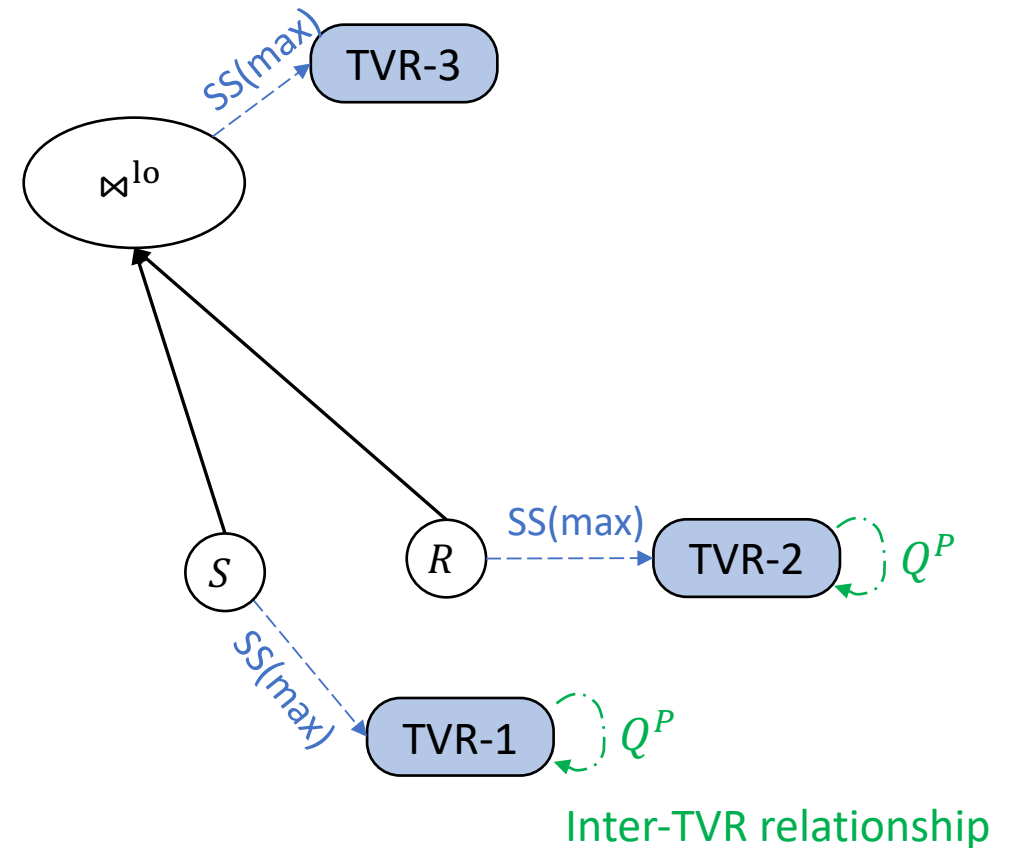 SS(max)
TVR-3
⋈^lo
S
R
SS(max)
TVR-2
Q^P
SS(max)
TVR-1
Q^P
Inter-TVR relationship